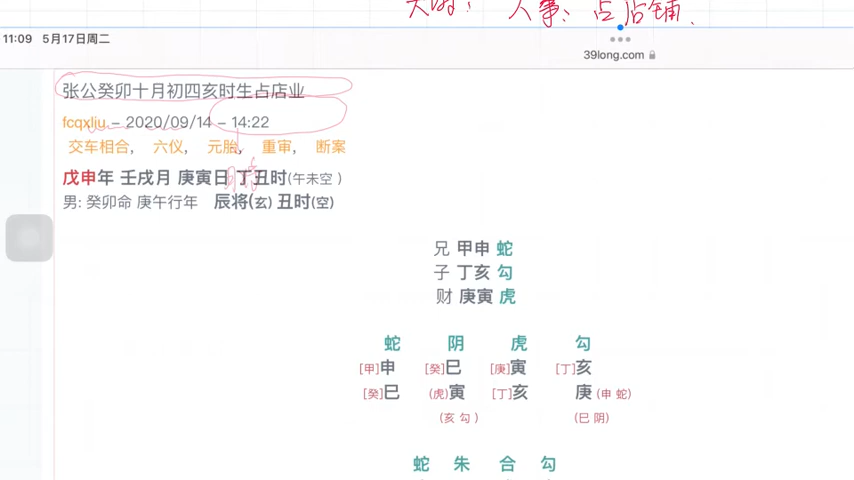 天时、人事、占店铺、
11:09 5月17日周二
39long.com
张公癸卯十月初四亥时生占店业
fcqxliu – 2020/09/14 – 14:22
交车相合, 六仪, 元胎, 重审, 断案
戊申年 壬戌月 庚寅日 丁丑时(午未空 )
男: 癸卯命 庚午行年 辰将(玄) 丑时(空)
兄 甲申 蛇
子 丁亥 勾
财 庚寅 虎
蛇 阴 虎 勾
[甲]申 [癸]巳 [庚]寅 [丁]亥
[癸]巳 (虎)寅 [丁]亥 庚 (申 蛇)
(亥 勾 ) (巳 阴)
蛇 朱 合 勾